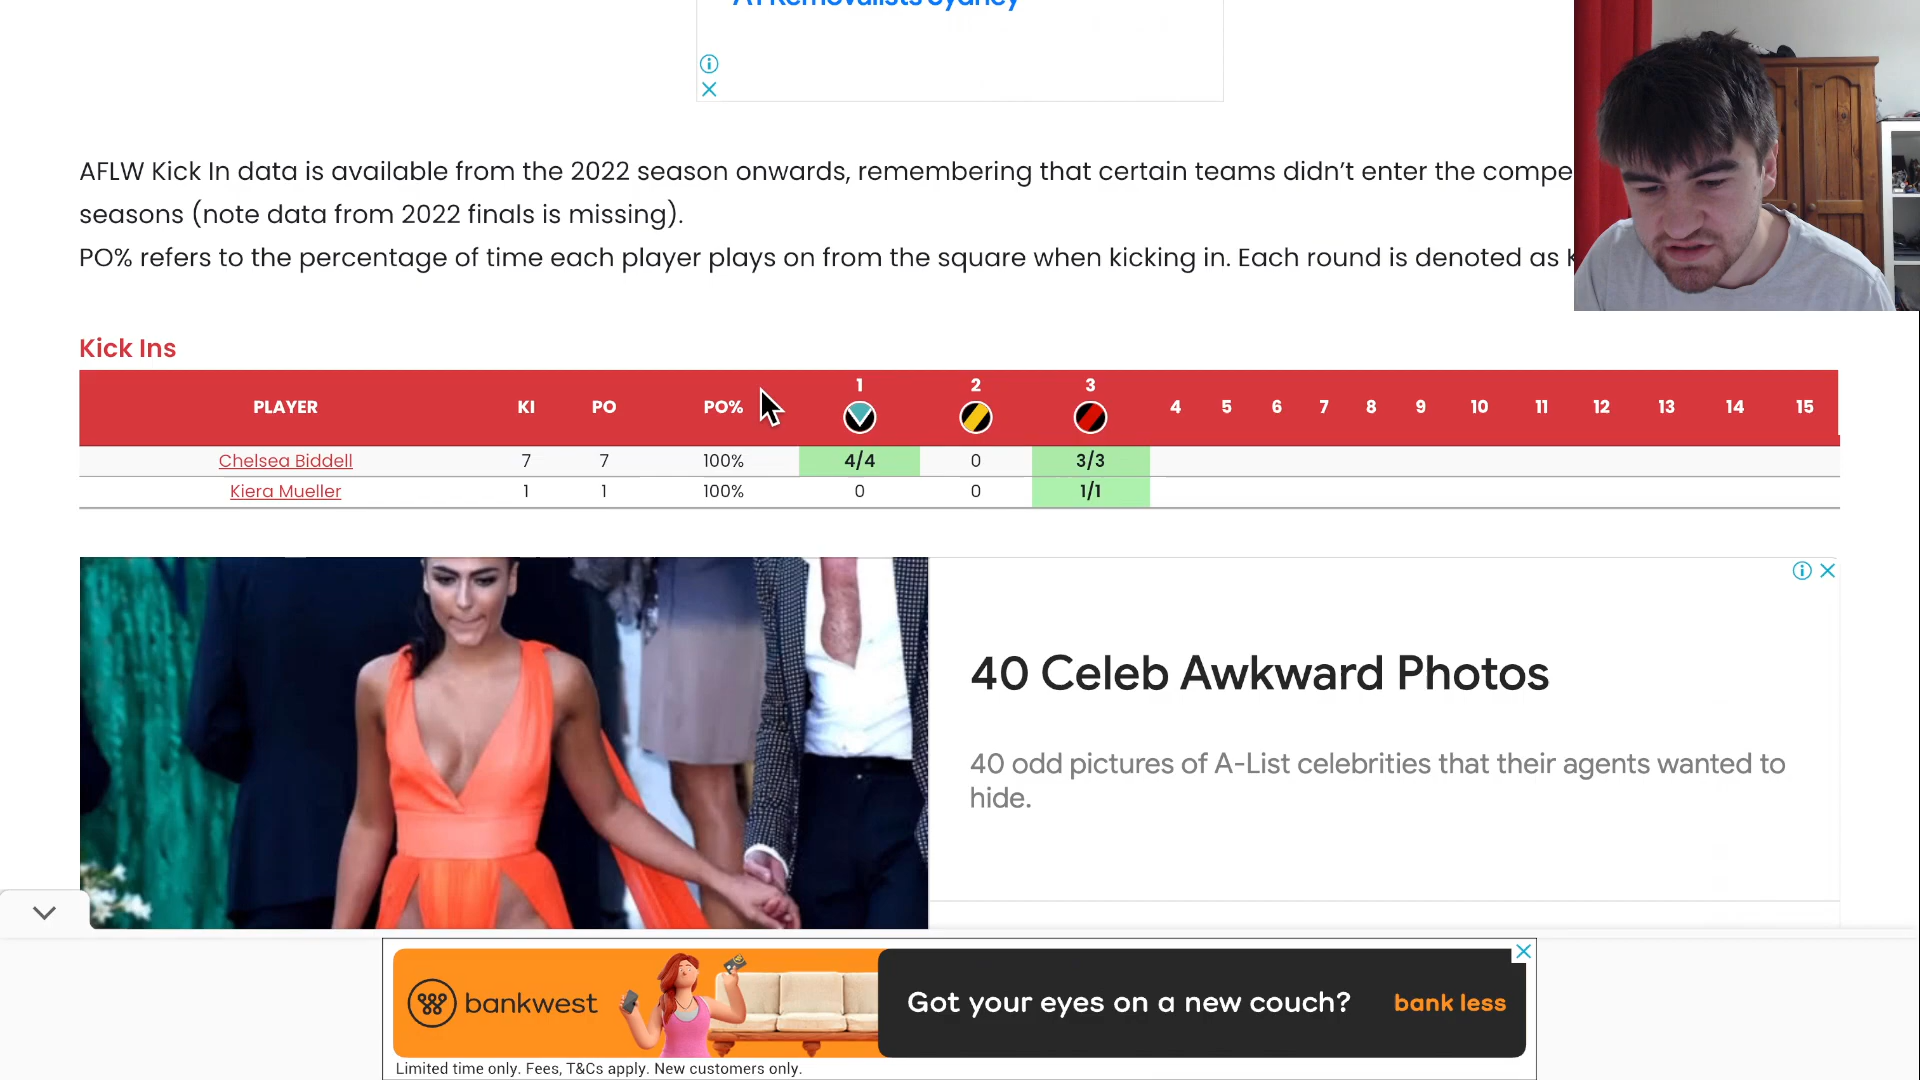 AFLW Kick In data is available from the 2022 season onwards, remembering that certain teams didn't enter the compe
seasons (note data from 2022 finals is missing).
PO% refers to the percentage of time each player plays on from the square when kicking in. Each round is denoted as K
Kick Ins
PLAYER KI PO PO% 1 2 3 4 5 6 7 8 9 10 11 12 13 14 15
Chelsea Biddell 7 7 100% 4/4 0 3/3
Kiera Mueller 1 1 100% 0 0 1/1
40 Celeb Awkward Photos
40 odd pictures of A-List celebrities that their agents wanted to
hide.
bankwest Got your eyes on a new couch? bank less
Limited time only. Fees, T&Cs apply. New customers only.